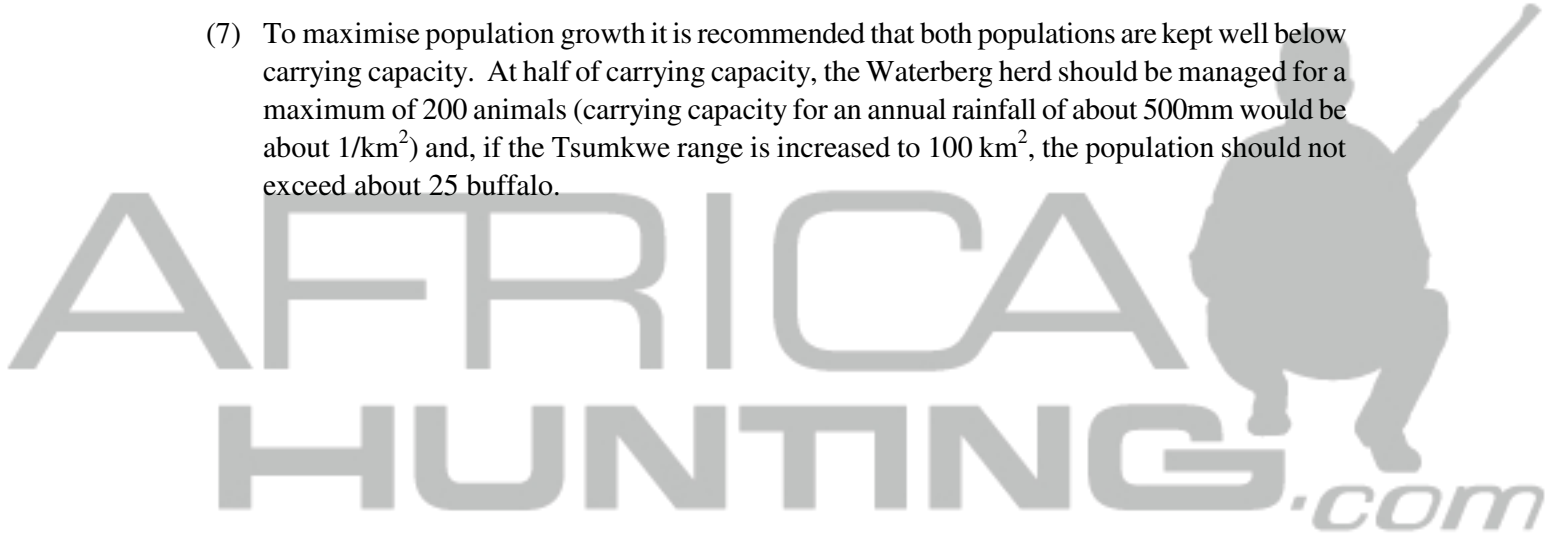 (7) To maximise population growth it is recommended that both populations are kept well below
carrying capacity. At half of carrying capacity, the Waterberg herd should be managed for a
maximum of 200 animals (carrying capacity for an annual rainfall of about 500mm would be
about 1/km²) and, if the Tsumkwe range is increased to 100 km², the population should not
exceed about 25 buffalo.
AFRICA
HUNTING
.com